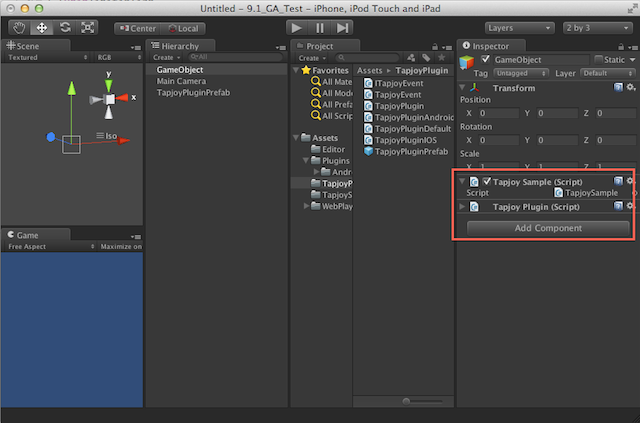 Untitled – 9.1_GA_Test – iPhone, iPod Touch and iPad
Center Local Layers 2 by 3
Scene
Textured RGB
y
x
z
Iso
Game
Free Aspect Maximize on
Hierarchy
Create All
GameObject
Main Camera
TapjoyPluginPrefab
Project
Create
Favorites
All Mate
All Mode
All Prefa
All Scrip
Assets
Editor
Plugins
Andro
TapjoyP
TapjoyS
WebPlay
Assets TapjoyPlugin
ITapjoyEvent
TapjoyEvent
TapjoyPlugin
TapjoyPluginAndroid
TapjoyPluginDefault
TapjoyPluginIOS
TapjoyPluginPrefab
Inspector
GameObject Static
Tag Untagged Layer Default
Transform
Position
X 0 Y 0 Z 0
Rotation
X 0 Y 0 Z 0
Scale
X 1 Y 1 Z 1
Tapjoy Sample (Script)
Script TapjoySample
Tapjoy Plugin (Script)
Add Component